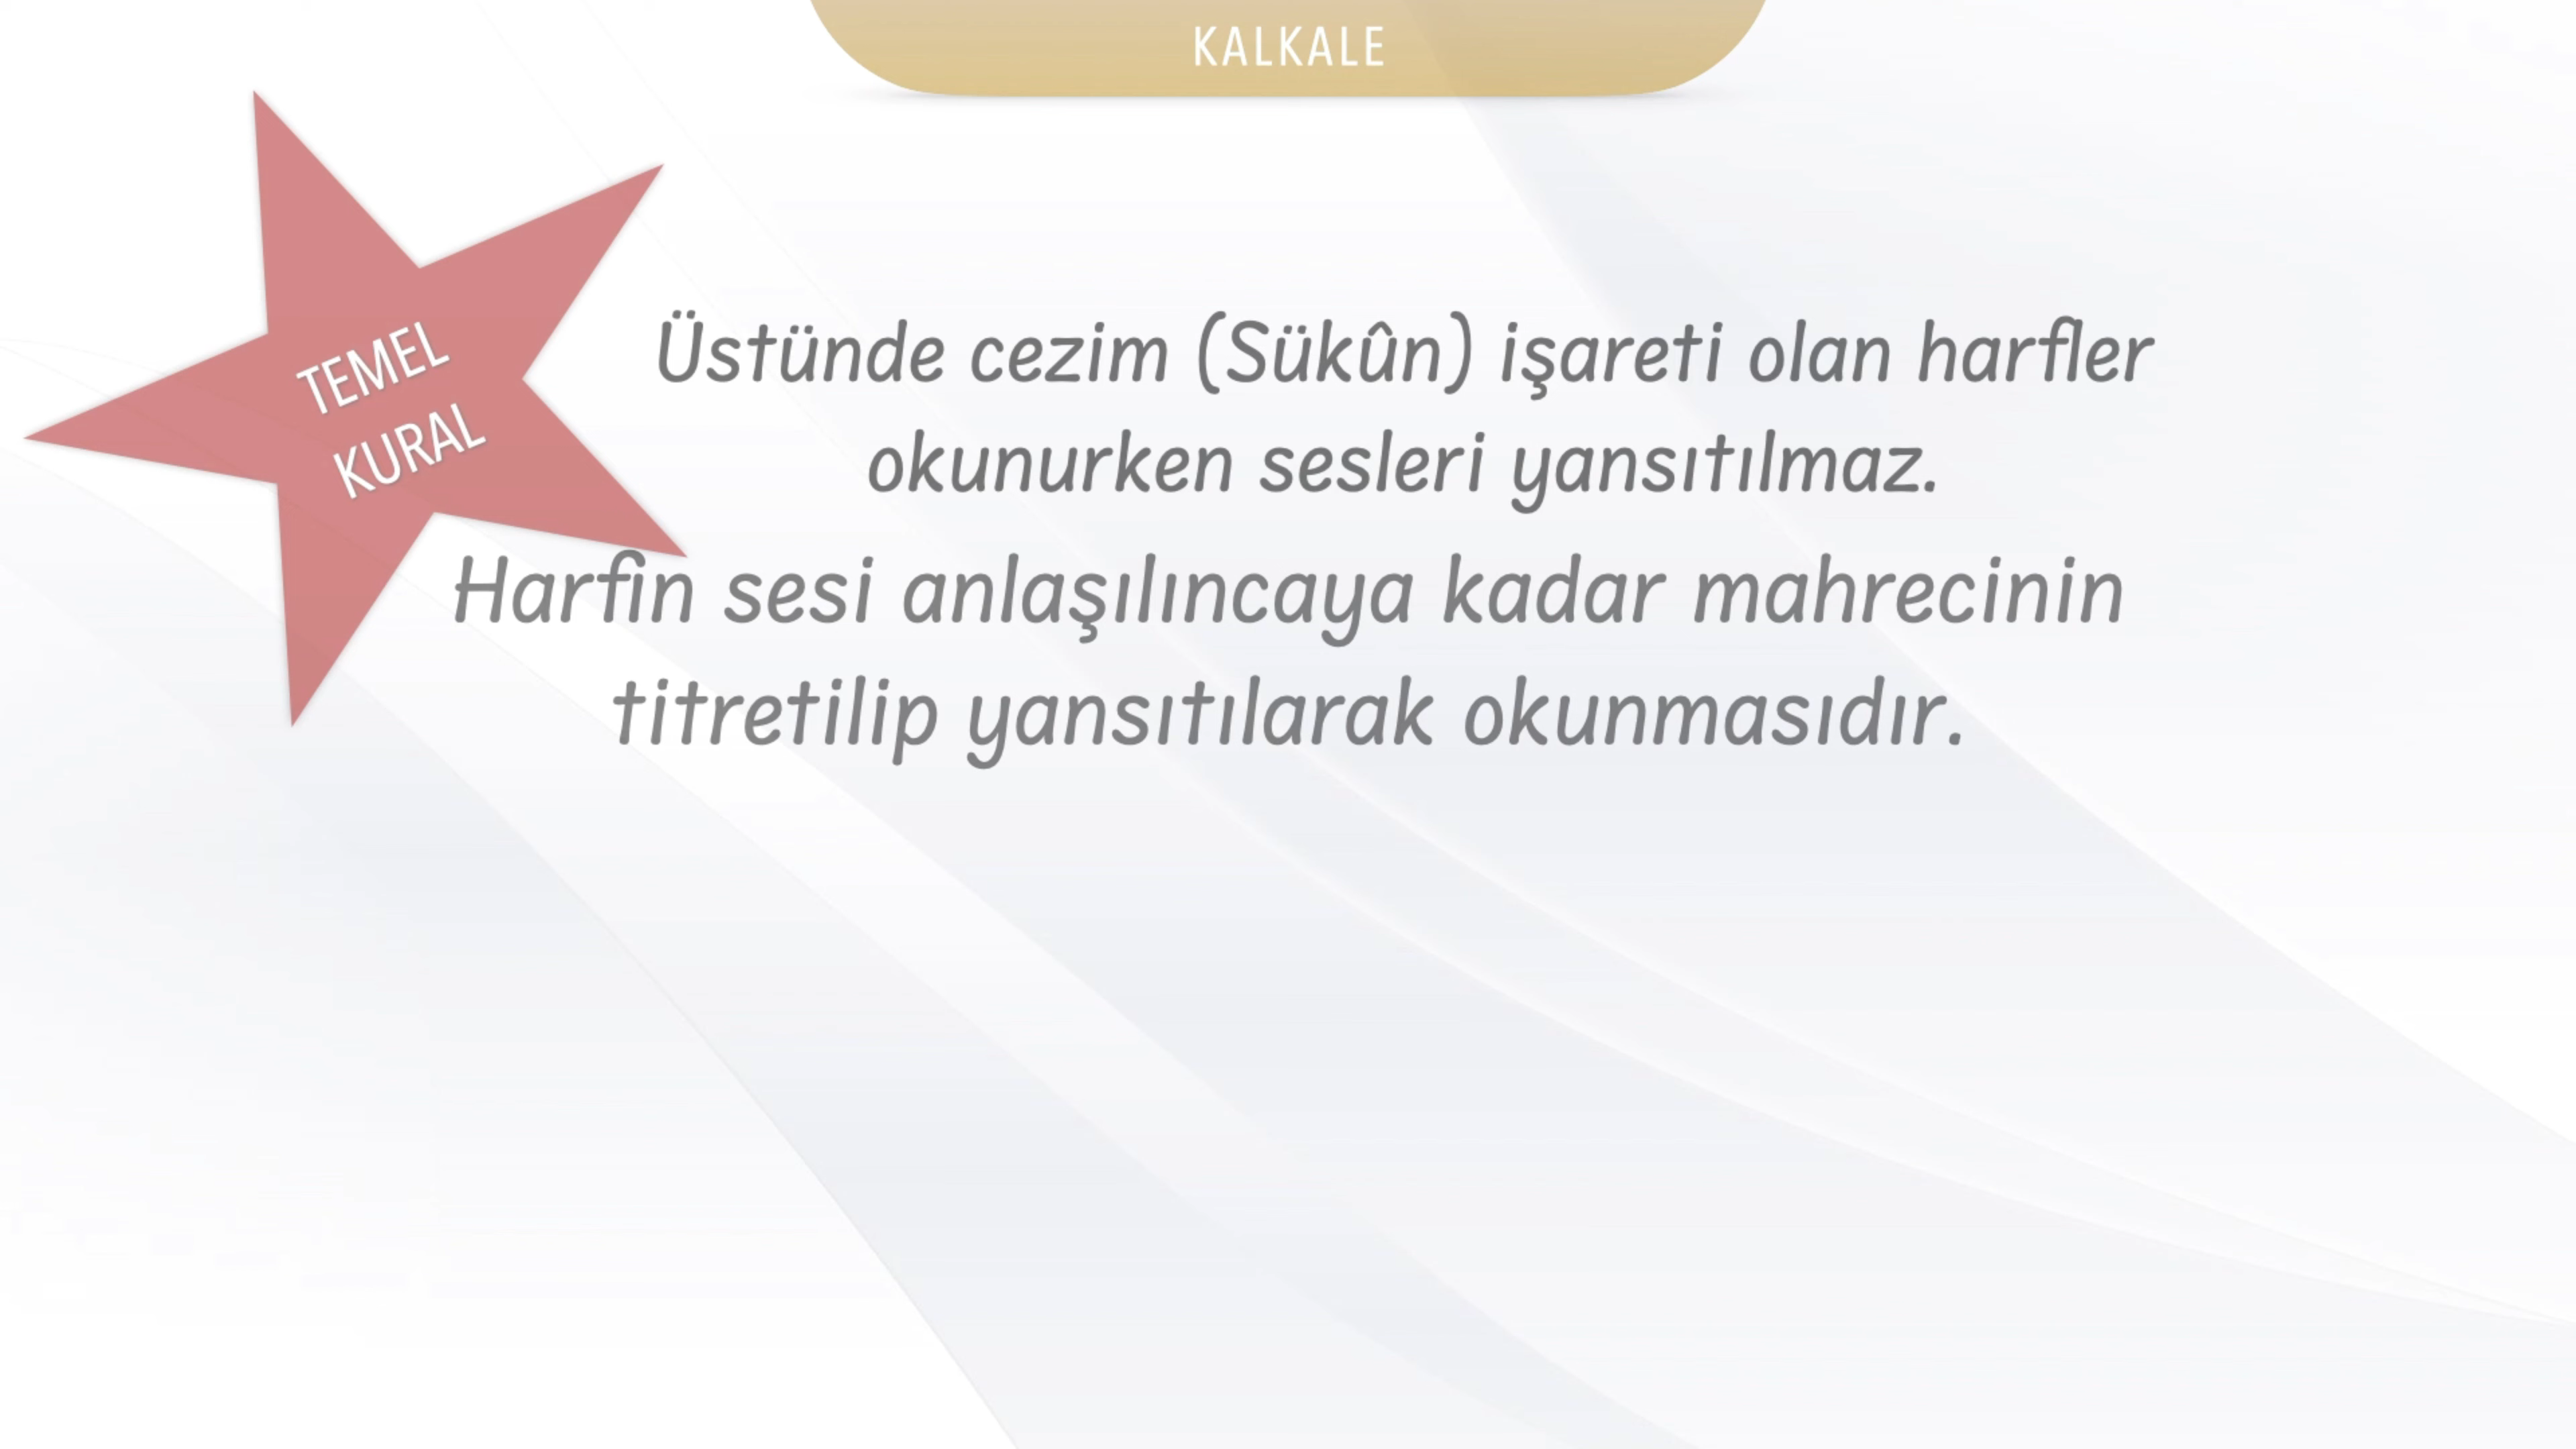 KALKALE
TEMEL
KURAL
Üstünde cezim (Sükûn) işareti olan harfler
okunurken sesleri yansıtılmaz.
Harfin sesi anlaşılıncaya kadar mahrecinin
titretilip yansıtılarak okunmasıdır.